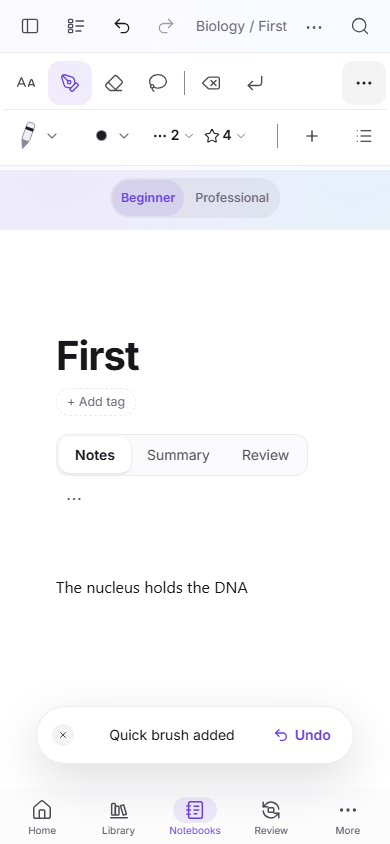 Biology / First
AA
2
4
Beginner
Professional
First
+ Add tag
Notes
Summary
Review
The nucleus holds the DNA
Quick brush added
Undo
Home
Library
Notebooks
Review
More